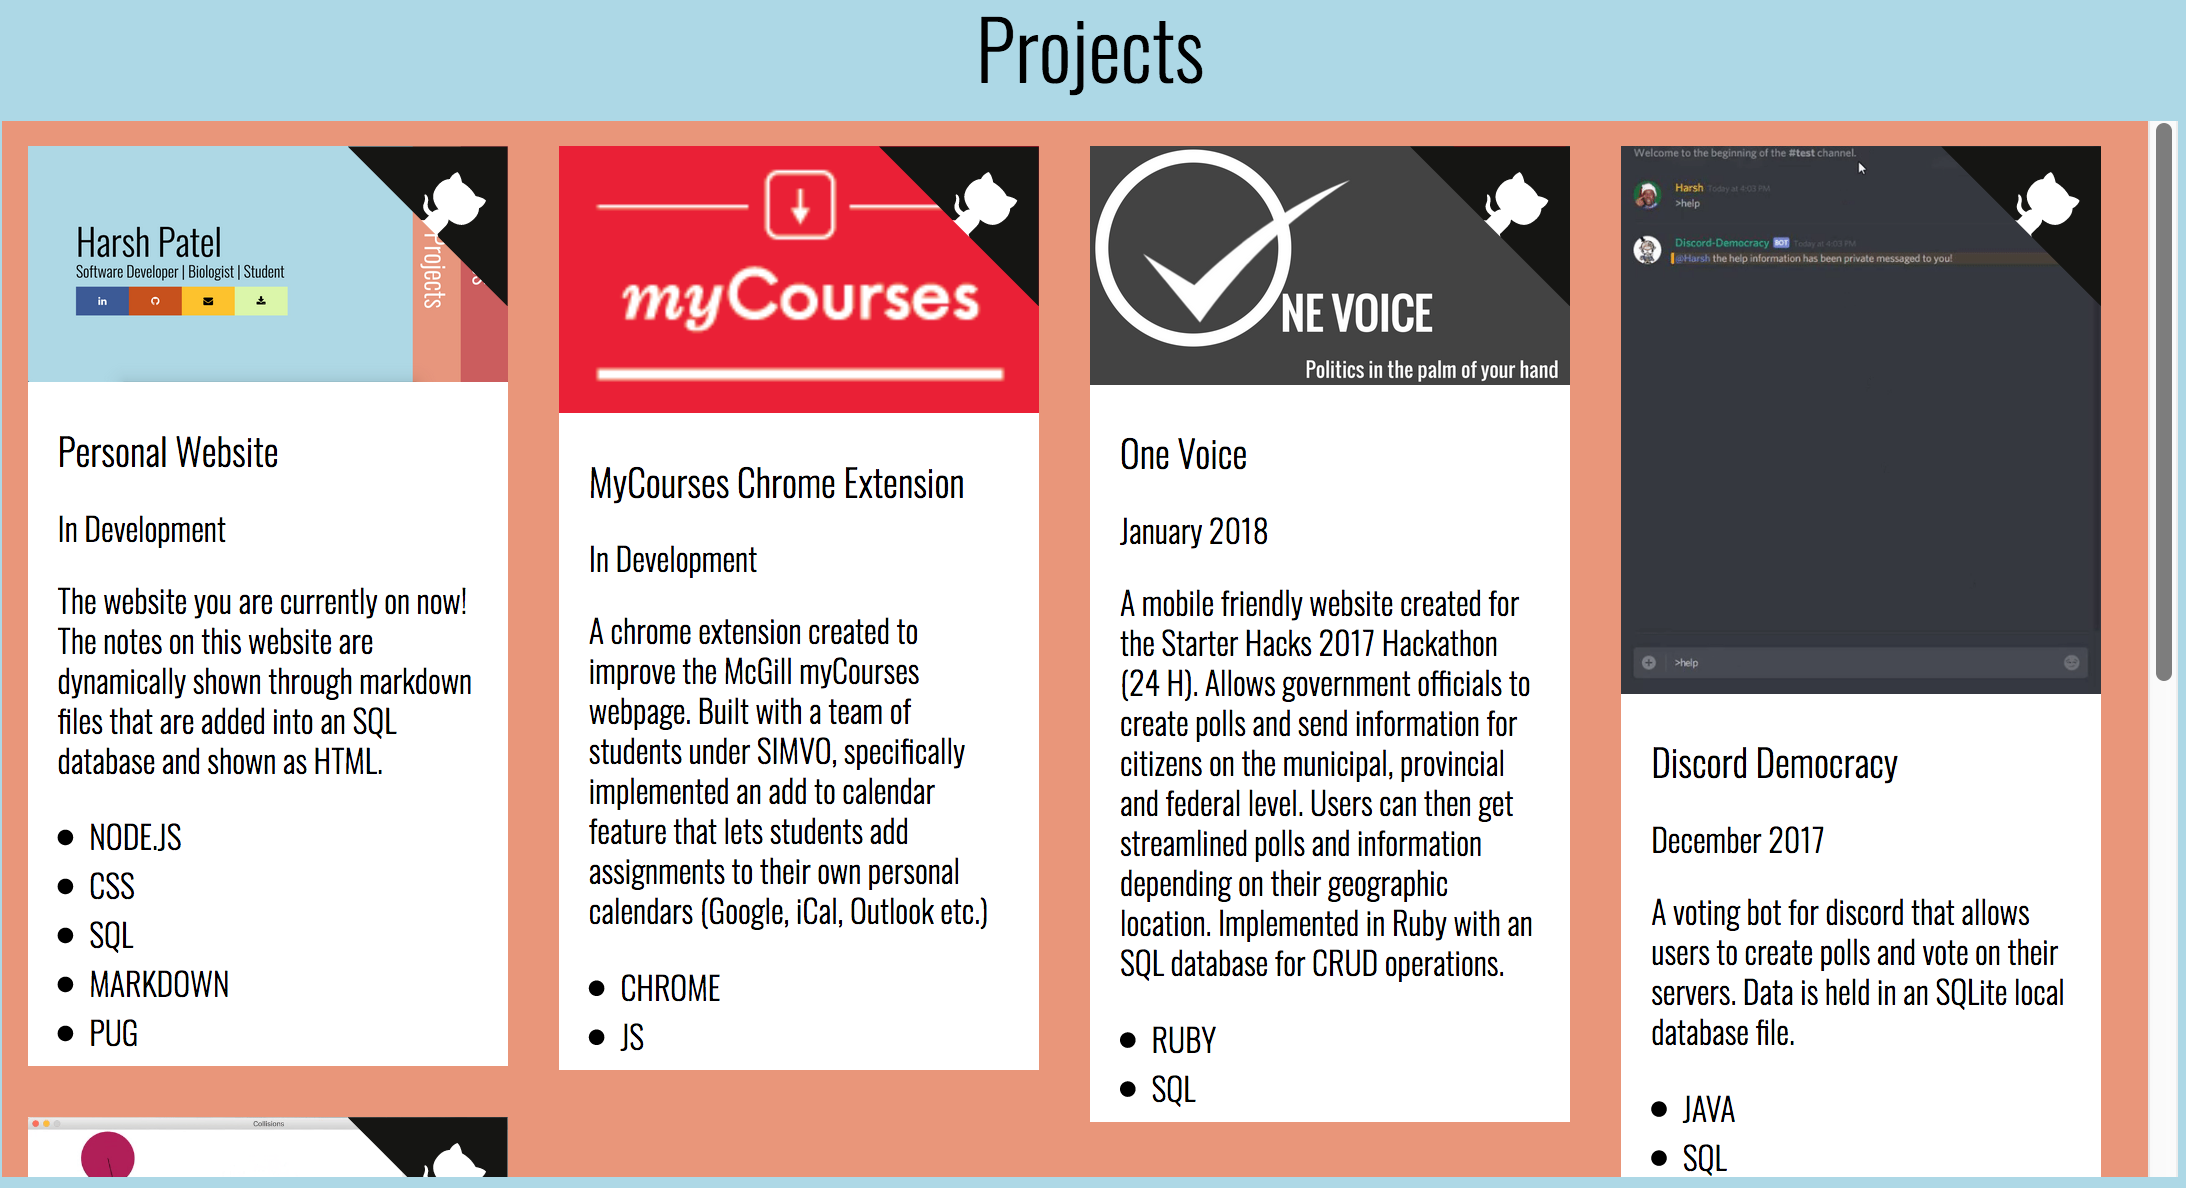 Projects
Harsh Patel
Software Developer | Biologist | Student
in
Projects
Personal Website
In Development
The website you are currently on now!
The notes on this website are
dynamically shown through markdown
files that are added into an SQL
database and shown as HTML.
NODE.JS
CSS
SQL
MARKDOWN
PUG
Collisions
myCourses
MyCourses Chrome Extension
In Development
A chrome extension created to
improve the McGill myCourses
webpage. Built with a team of
students under SIMVO, specifically
implemented an add to calendar
feature that lets students add
assignments to their own personal
calendars (Google, iCal, Outlook etc.)
CHROME
JS
NE VOICE
Politics in the palm of your hand
One Voice
January 2018
A mobile friendly website created for
the Starter Hacks 2017 Hackathon
(24 H). Allows government officials to
create polls and send information for
citizens on the municipal, provincial
and federal level. Users can then get
streamlined polls and information
depending on their geographic
location. Implemented in Ruby with an
SQL database for CRUD operations.
RUBY
SQL
Welcome to the beginning of the #test channel.
Harsh Today at 4:03 PM
>help
Discord-Democracy BOT Today at 4:03 PM
@Harsh the help information has been private messaged to you!
>help
Discord Democracy
December 2017
A voting bot for discord that allows
users to create polls and vote on their
servers. Data is held in an SQLite local
database file.
JAVA
SQL